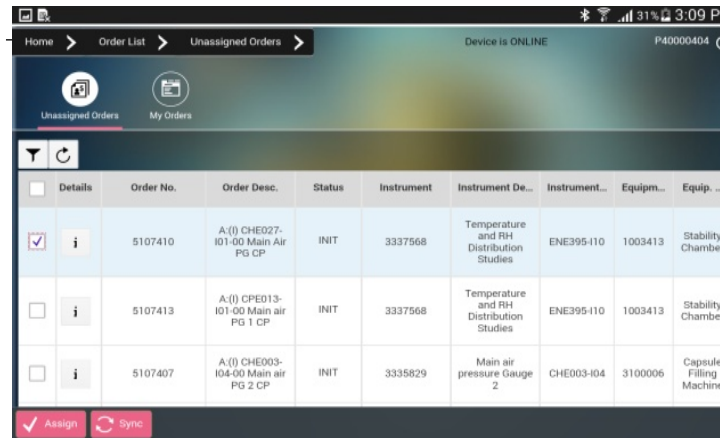 31% 3:09 P
Home Order List Unassigned Orders Device is ONLINE P40000404
Unassigned Orders My Orders
Details Order No. Order Desc. Status Instrument Instrument De... Instrument... Equipm... Equip. ...
A:(I) CHE027-
I01-00 Main Air
PG CP
i 5107410 INIT 3337568
Temperature
and RH
Distribution
Studies
ENE395-I10 1003413
Stability
Chambe
A:(I) CPE013-
I01-00 Main air
PG 1 CP
i 5107413 INIT 3337568
Temperature
and RH
Distribution
Studies
ENE395-I10 1003413
Stability
Chambe
A:(I) CHE003-
I04-00 Main air
PG 2 CP
i 5107407 INIT 3335829
Main air
pressure Gauge
2
CHE003-I04 3100006
Capsule
Filling
Machine
Assign Sync